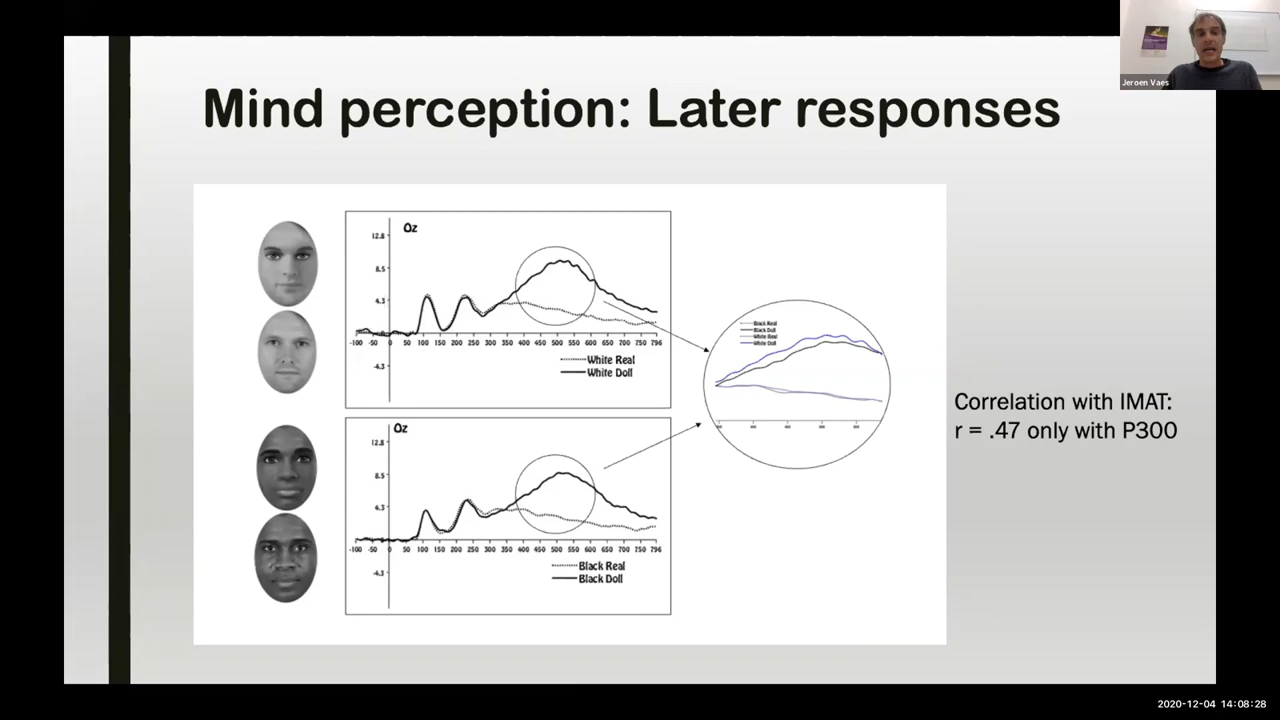 Jeroen Vaes
Mind perception: Later responses
Oz
12.8
8.5
4.3
-100 -50 0 50 100 150 200 250 300 350 400 450 500 550 600 650 700 750 796
-4.3
White Real
White Doll
Oz
12.8
8.5
4.3
-100 -50 0 50 100 150 200 250 300 350 400 450 500 550 600 650 700 750 796
-4.3
Black Real
Black Doll
Black Real
Black Doll
White Real
White Doll
Correlation with IMAT:
r = .47 only with P300
2020-12-04 14:08:28